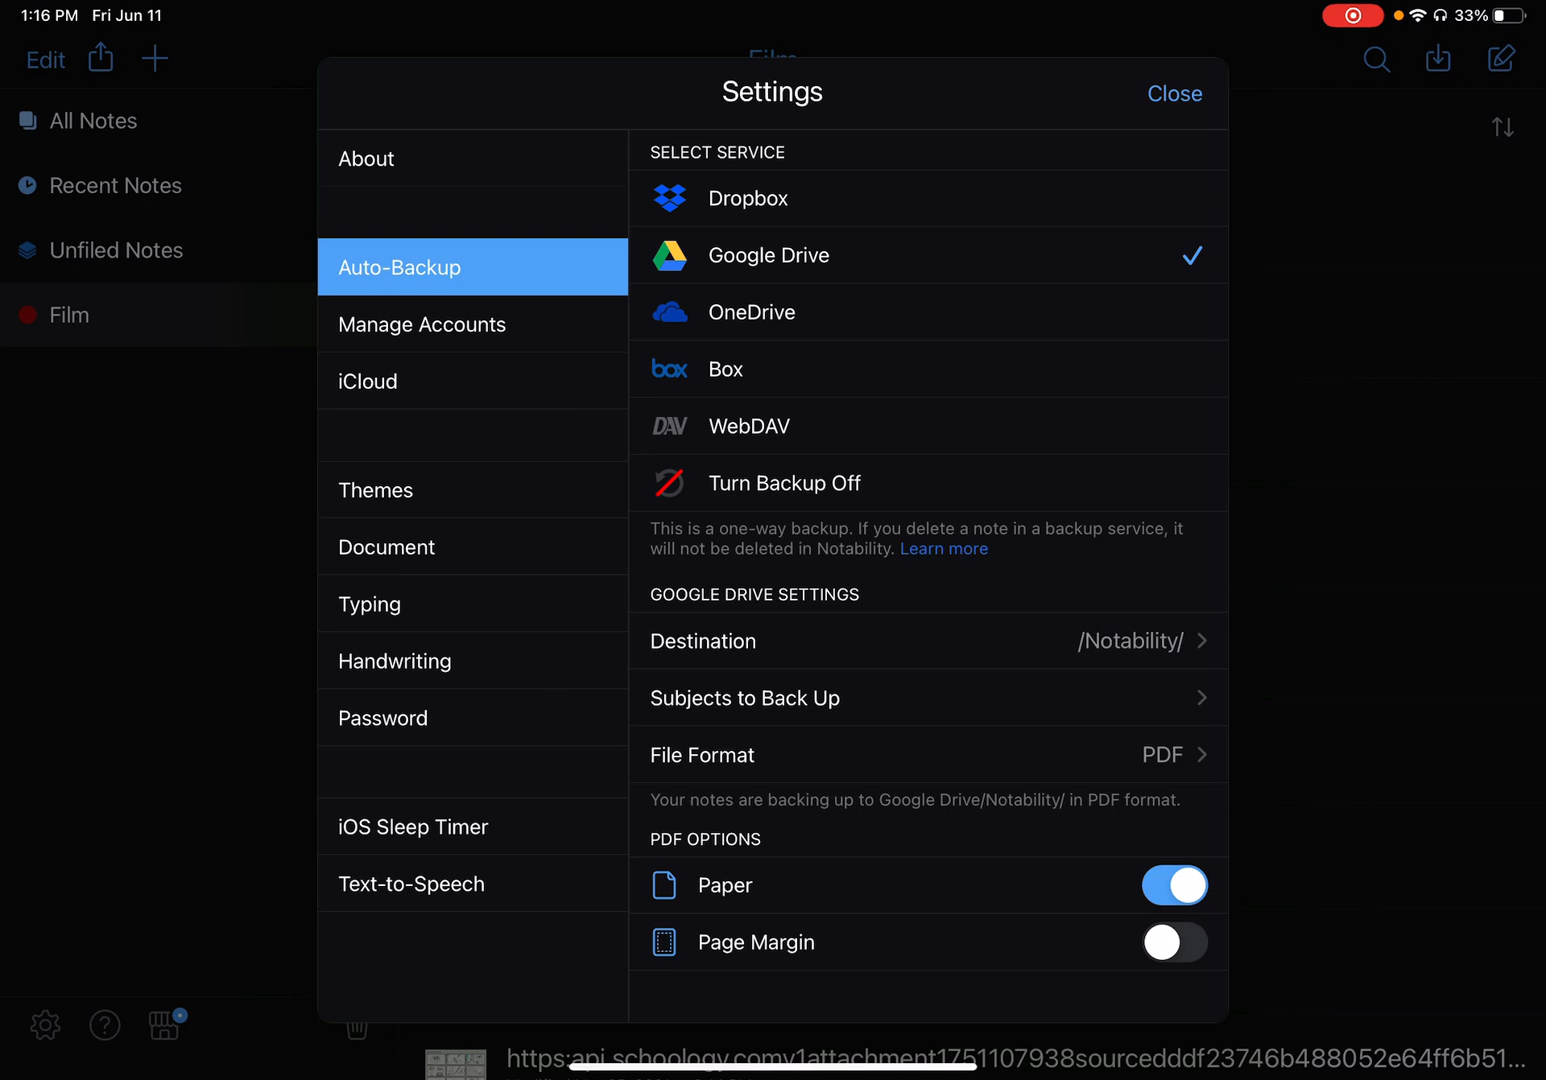 1:16 PM Fri Jun 11
33%
Edit
Film
Settings
Close
All Notes
Recent Notes
Unfiled Notes
Film
About
Auto-Backup
Manage Accounts
iCloud
Themes
Document
Typing
Handwriting
Password
iOS Sleep Timer
Text-to-Speech
SELECT SERVICE
Dropbox
Google Drive
OneDrive
box Box
DAV WebDAV
Turn Backup Off
This is a one-way backup. If you delete a note in a backup service, it
will not be deleted in Notability. Learn more
GOOGLE DRIVE SETTINGS
Destination /Notability/
Subjects to Back Up
File Format PDF
Your notes are backing up to Google Drive/Notability/ in PDF format.
PDF OPTIONS
Paper
Page Margin
https:api.schoology.comv1attachment1751107938sourcedddf23746b488052e64ff6b51...